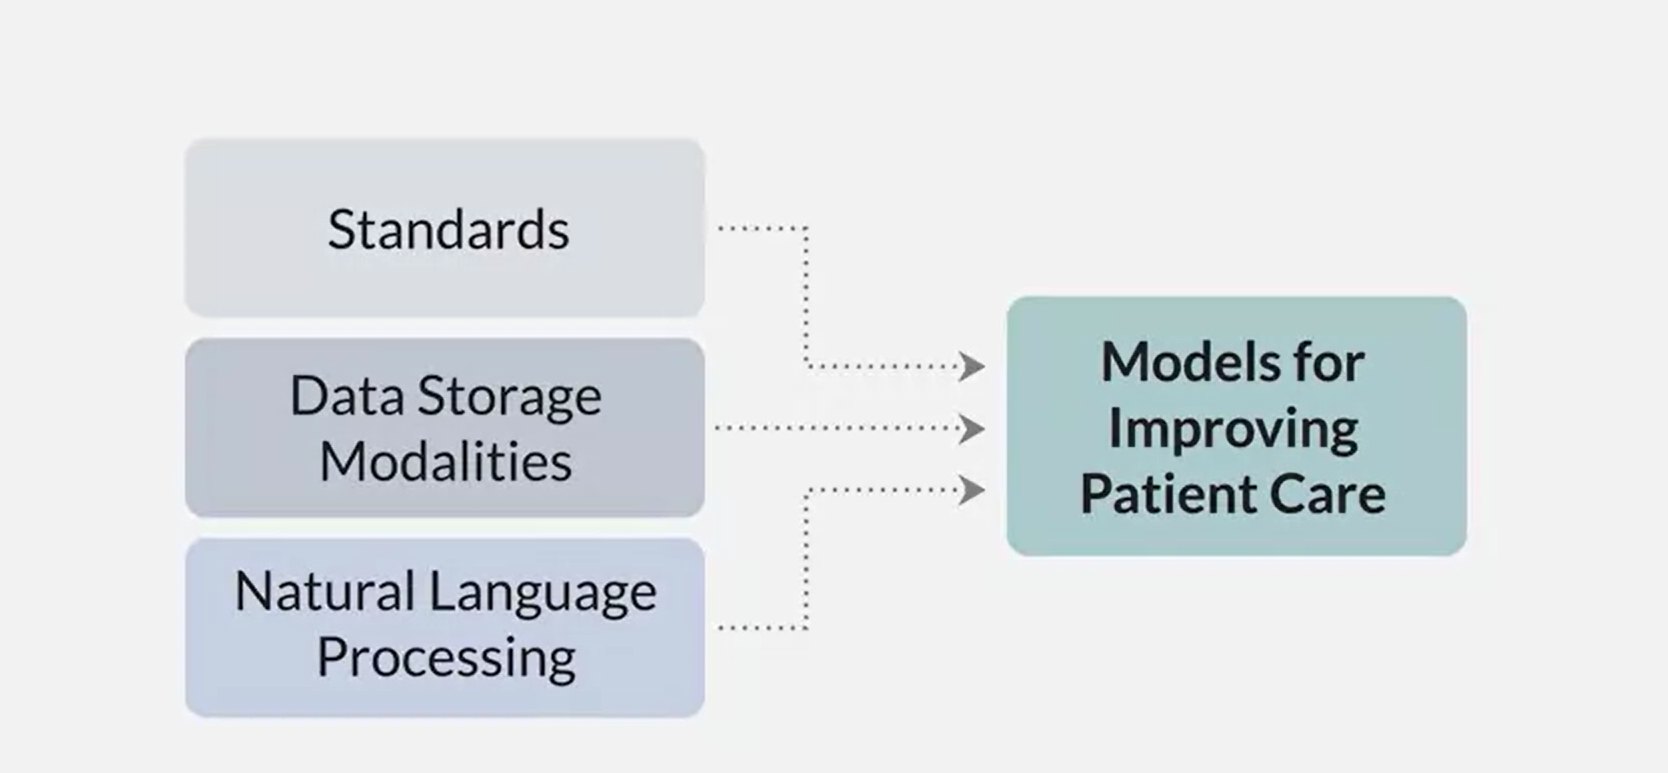 Standards
Data Storage
Modalities
Natural Language
Processing
Models for
Improving
Patient Care